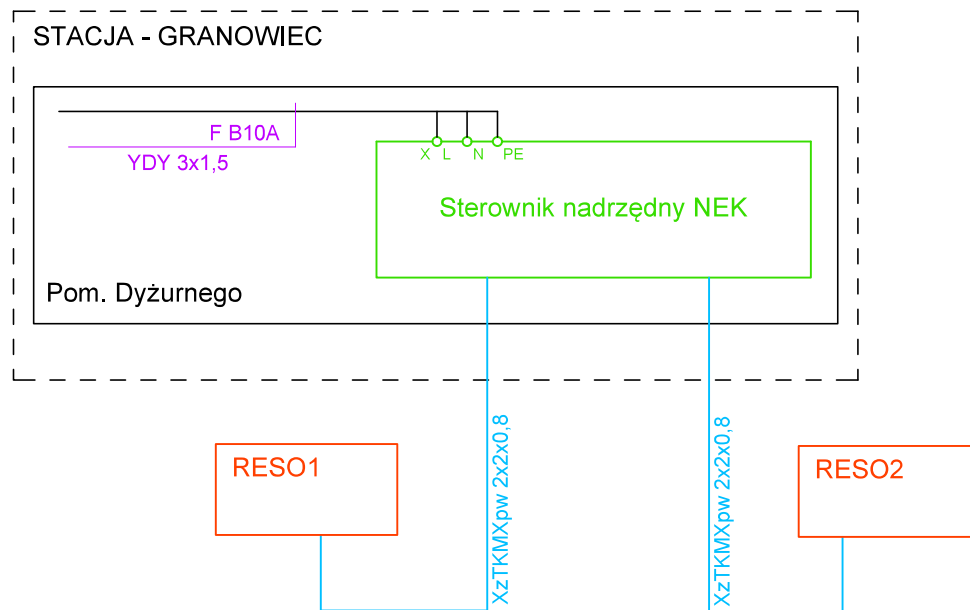 STACJA - GRANOWIEC
F B10A
YDY 3x1,5
X L N PE
Sterownik nadrzędny NEK
Pom. Dyżurnego
XzTKMXpw 2x2x0,8
XzTKMXpw 2x2x0,8
RESO1
RESO2